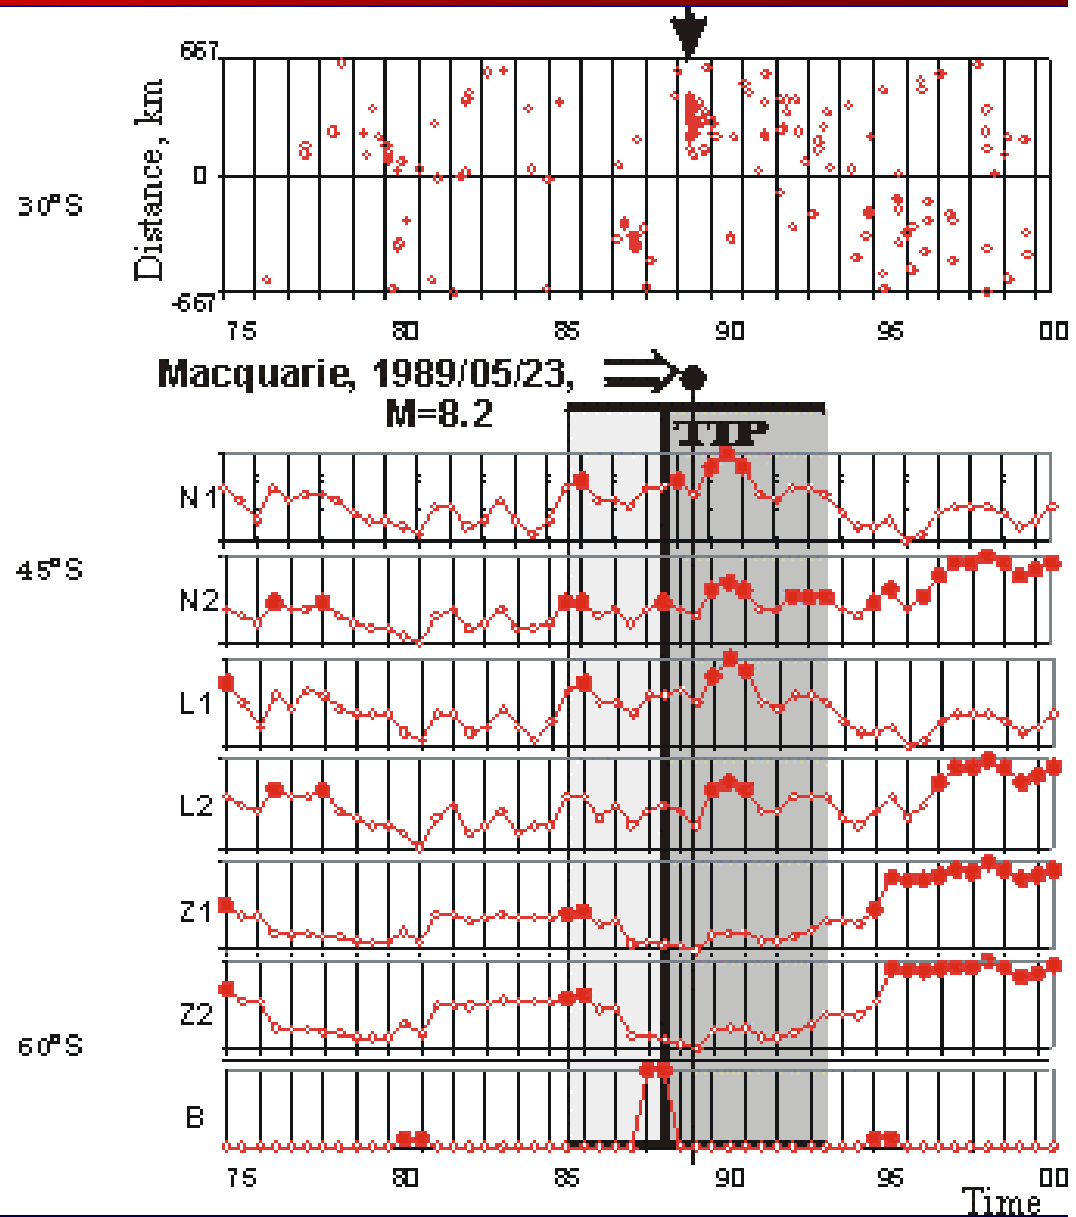 667
Distance, km
0
30°S
-667
75 80 85 90 95 00
Macquarie, 1989/05/23,
M=8.2
TIP
N1
45°S
N2
L1
L2
Z1
Z2
60°S
B
75 80 85 90 95 00
Time